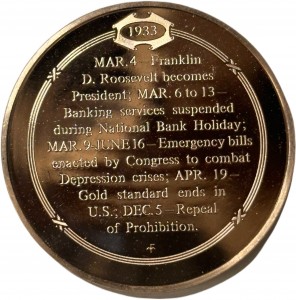 1933
MAR. 4—Franklin
D. Roosevelt becomes
President; MAR. 6 to 13—
Banking services suspended
during National Bank Holiday;
MAR. 9-JUNE 16—Emergency bills
enacted by Congress to combat
Depression crises; APR. 19—
Gold standard ends in
U.S.; DEC. 5—Repeal
of Prohibition.